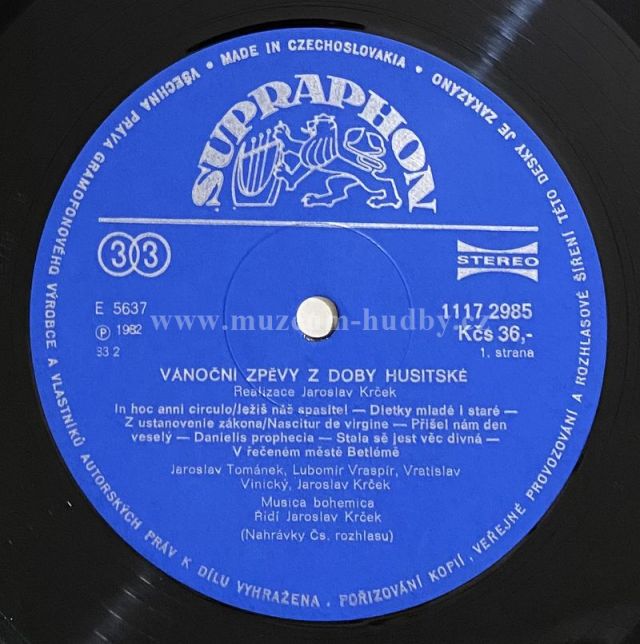 VŠECHNA PRÁVA GRAMOFONOVÉHO VÝROBCE A VLASTNÍKŮ AUTORSKÝCH PRÁV K DÍLU VYHRAŽENA. POŘIZOVÁNÍ KOPIÍ, VEŘEJNÉ PROVOZOVÁNÍ A ROZHLASOVÉ ŠÍŘENÍ TÉTO DESKY JE ZAKÁZÁNO
• MADE IN CZECHOSLOVAKIA •
SUPRAPHON
33
STEREO
E 5637
1117 2985
Ⓟ 1982
www.muzeum-hudby.cz
Kčs 36,-
33 2
1. strana
VÁNOČNÍ ZPĚVY Z DOBY HUSITSKÉ
Realizace Jaroslav Krček
In hoc anni circulo/Ježíš náš spasitel — Dietky mladé i staré —
Z ustanovenie zákona/Nascitur de virgine — Přišel nám den
veselý — Danielis prophecia — Stala sě jest věc divná —
V řečeném městě Betlémě
Jaroslav Tománek, Lubomír Vraspír, Vratislav
Vinický, Jaroslav Krček
Musica bohemica
Řídí Jaroslav Krček
(Nahrávky Čs. rozhlasu)